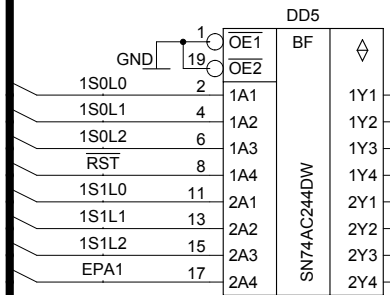 DD5
1 OE1 BF
GND 19 OE2
1S0L0 2 1A1 1Y1
1S0L1 4 1A2 1Y2
1S0L2 6 1A3 1Y3
RST 8 1A4 1Y4
1S1L0 11 2A1 2Y1
1S1L1 13 2A2 2Y2
1S1L2 15 2A3 2Y3
EPA1 17 2A4 2Y4
SN74AC244DW